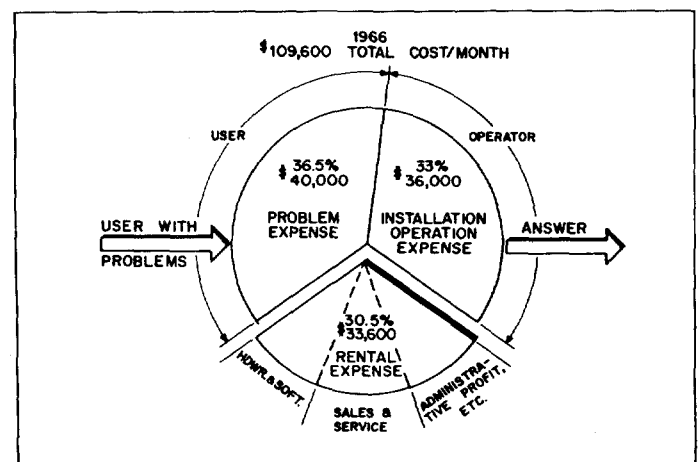 1966
$109,600 TOTAL COST/MONTH
USER
OPERATOR
36.5%
$40,000
PROBLEM
EXPENSE
33%
$36,000
INSTALLATION
OPERATION
EXPENSE
USER WITH
PROBLEMS
ANSWER
30.5%
$33,600
RENTAL
EXPENSE
HDWR. & SOFT.
SALES &
SERVICE
ADMINISTRA-
TIVE PROFIT,
ETC.